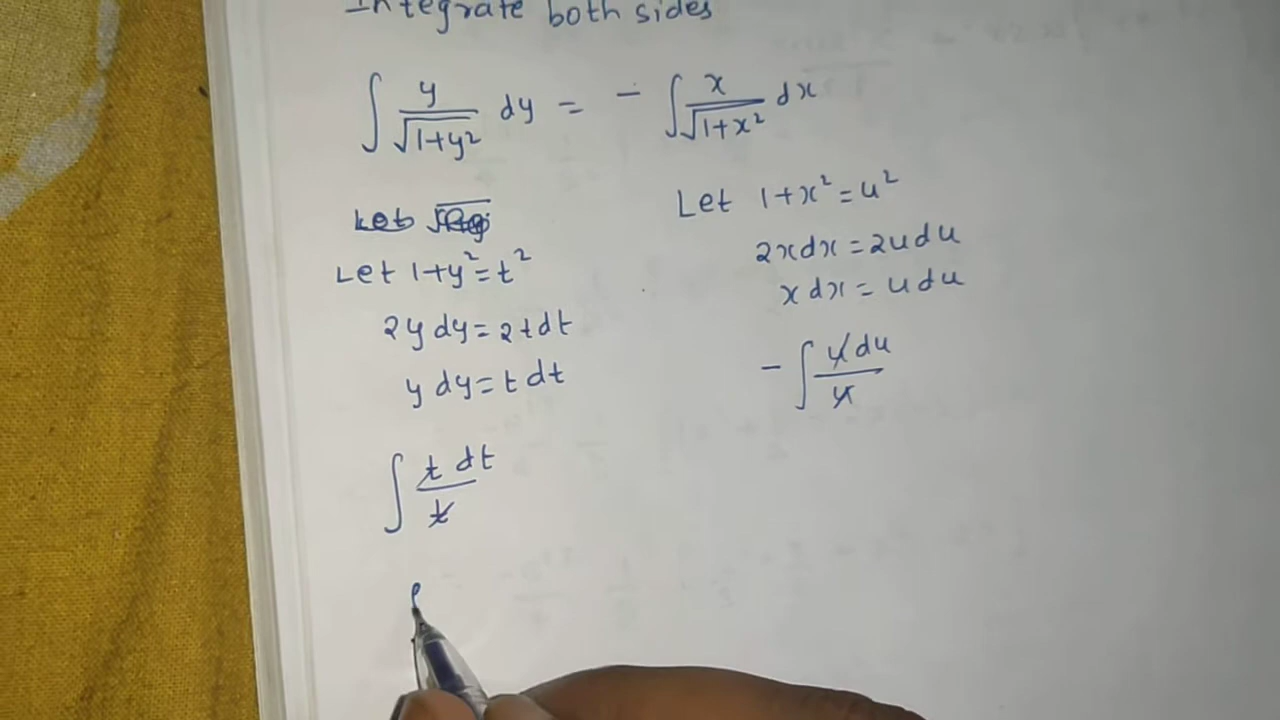 Integrate both sides
∫ y/√(1+y²) dy = - ∫ x/√(1+x²) dx
Let
Let 1+y²=t²
2y dy = 2t dt
y dy = t dt
∫ t dt/t
Let 1+x²=u²
2x dx = 2u du
x dx = u du
- ∫ u du/u